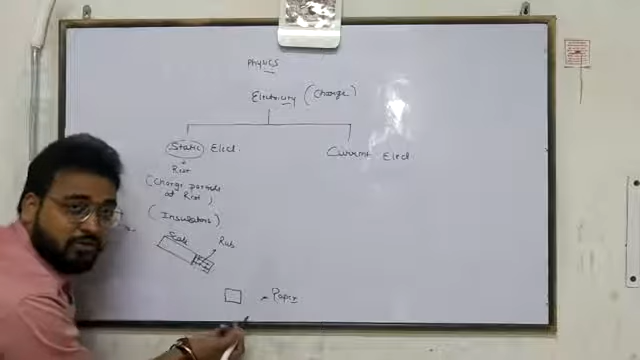 Physics
Electricity (Charge)
Static Elect.
Current Elect
Rest
(Charge particle
at Rest)
(Insulators)
Scale
Rub
Paper